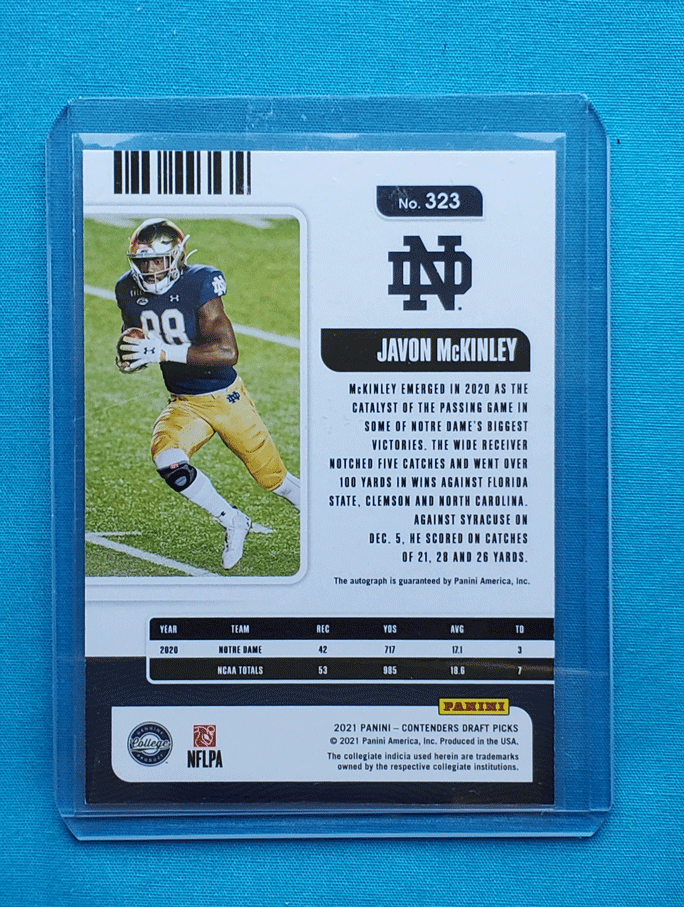 No. 323
ND
JAVON McKINLEY
88
ND
ND
McKINLEY EMERGED IN 2020 AS THE
CATALYST OF THE PASSING GAME IN
SOME OF NOTRE DAME'S BIGGEST
VICTORIES. THE WIDE RECEIVER
NOTCHED FIVE CATCHES AND WENT OVER
100 YARDS IN WINS AGAINST FLORIDA
STATE, CLEMSON AND NORTH CAROLINA.
AGAINST SYRACUSE ON
DEC. 5, HE SCORED ON CATCHES
OF 21, 28 AND 26 YARDS.
The autograph is guaranteed by Panini America, Inc.
YEAR TEAM REC YDS AVG TD
2020 NOTRE DAME 42 717 17.1 3
NCAA TOTALS 53 985 18.6 7
PANINI
2021 PANINI – CONTENDERS DRAFT PICKS
© 2021 Panini America, Inc. Produced in the USA.
The collegiate indicia used herein are trademarks
owned by the respective collegiate institutions.
College
NFLPA